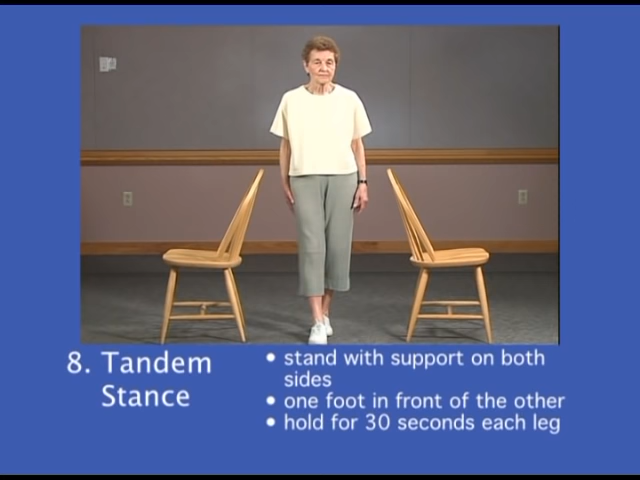 8. Tandem
Stance
• stand with support on both
sides
• one foot in front of the other
• hold for 30 seconds each leg